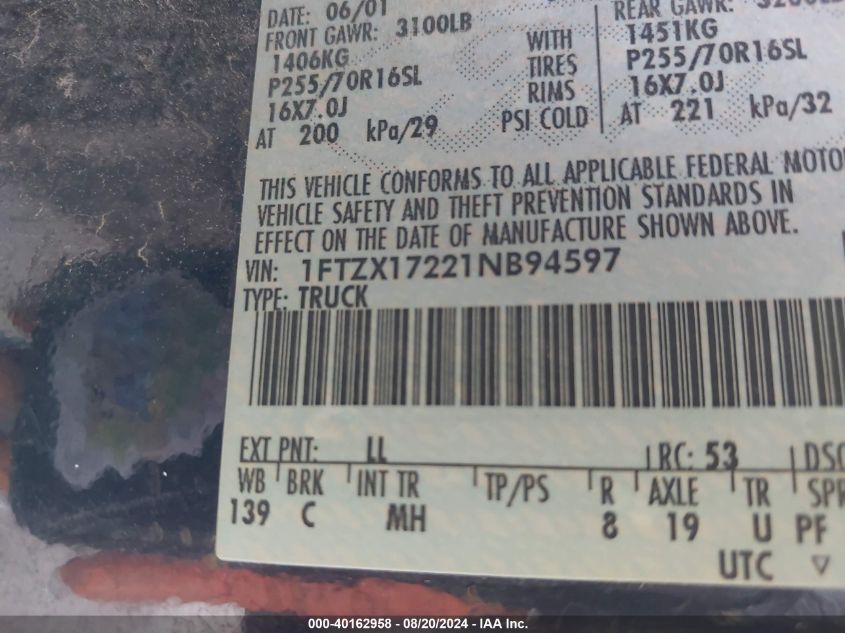 DATE: 06/01
FRONT GAWR: 3100LB
1406KG
P255/70R16SL
16X7.0J
AT 200 kPa/29
WITH
TIRES
RIMS
PSI COLD
REAR GAWR: 3200LB
1451KG
P255/70R16SL
16X7.0J
AT 221 kPa/32
THIS VEHICLE CONFORMS TO ALL APPLICABLE FEDERAL MOTO
VEHICLE SAFETY AND THEFT PREVENTION STANDARDS IN
EFFECT ON THE DATE OF MANUFACTURE SHOWN ABOVE.
VIN: 1FTZX17221NB94597
TYPE: TRUCK
EXT PNT: LL RC: 53 DSO
WB BRK INT TR TP/PS R AXLE TR SPR
139 C MH 8 19 U PF
UTC
000-40162958 - 08/20/2024 - IAA Inc.